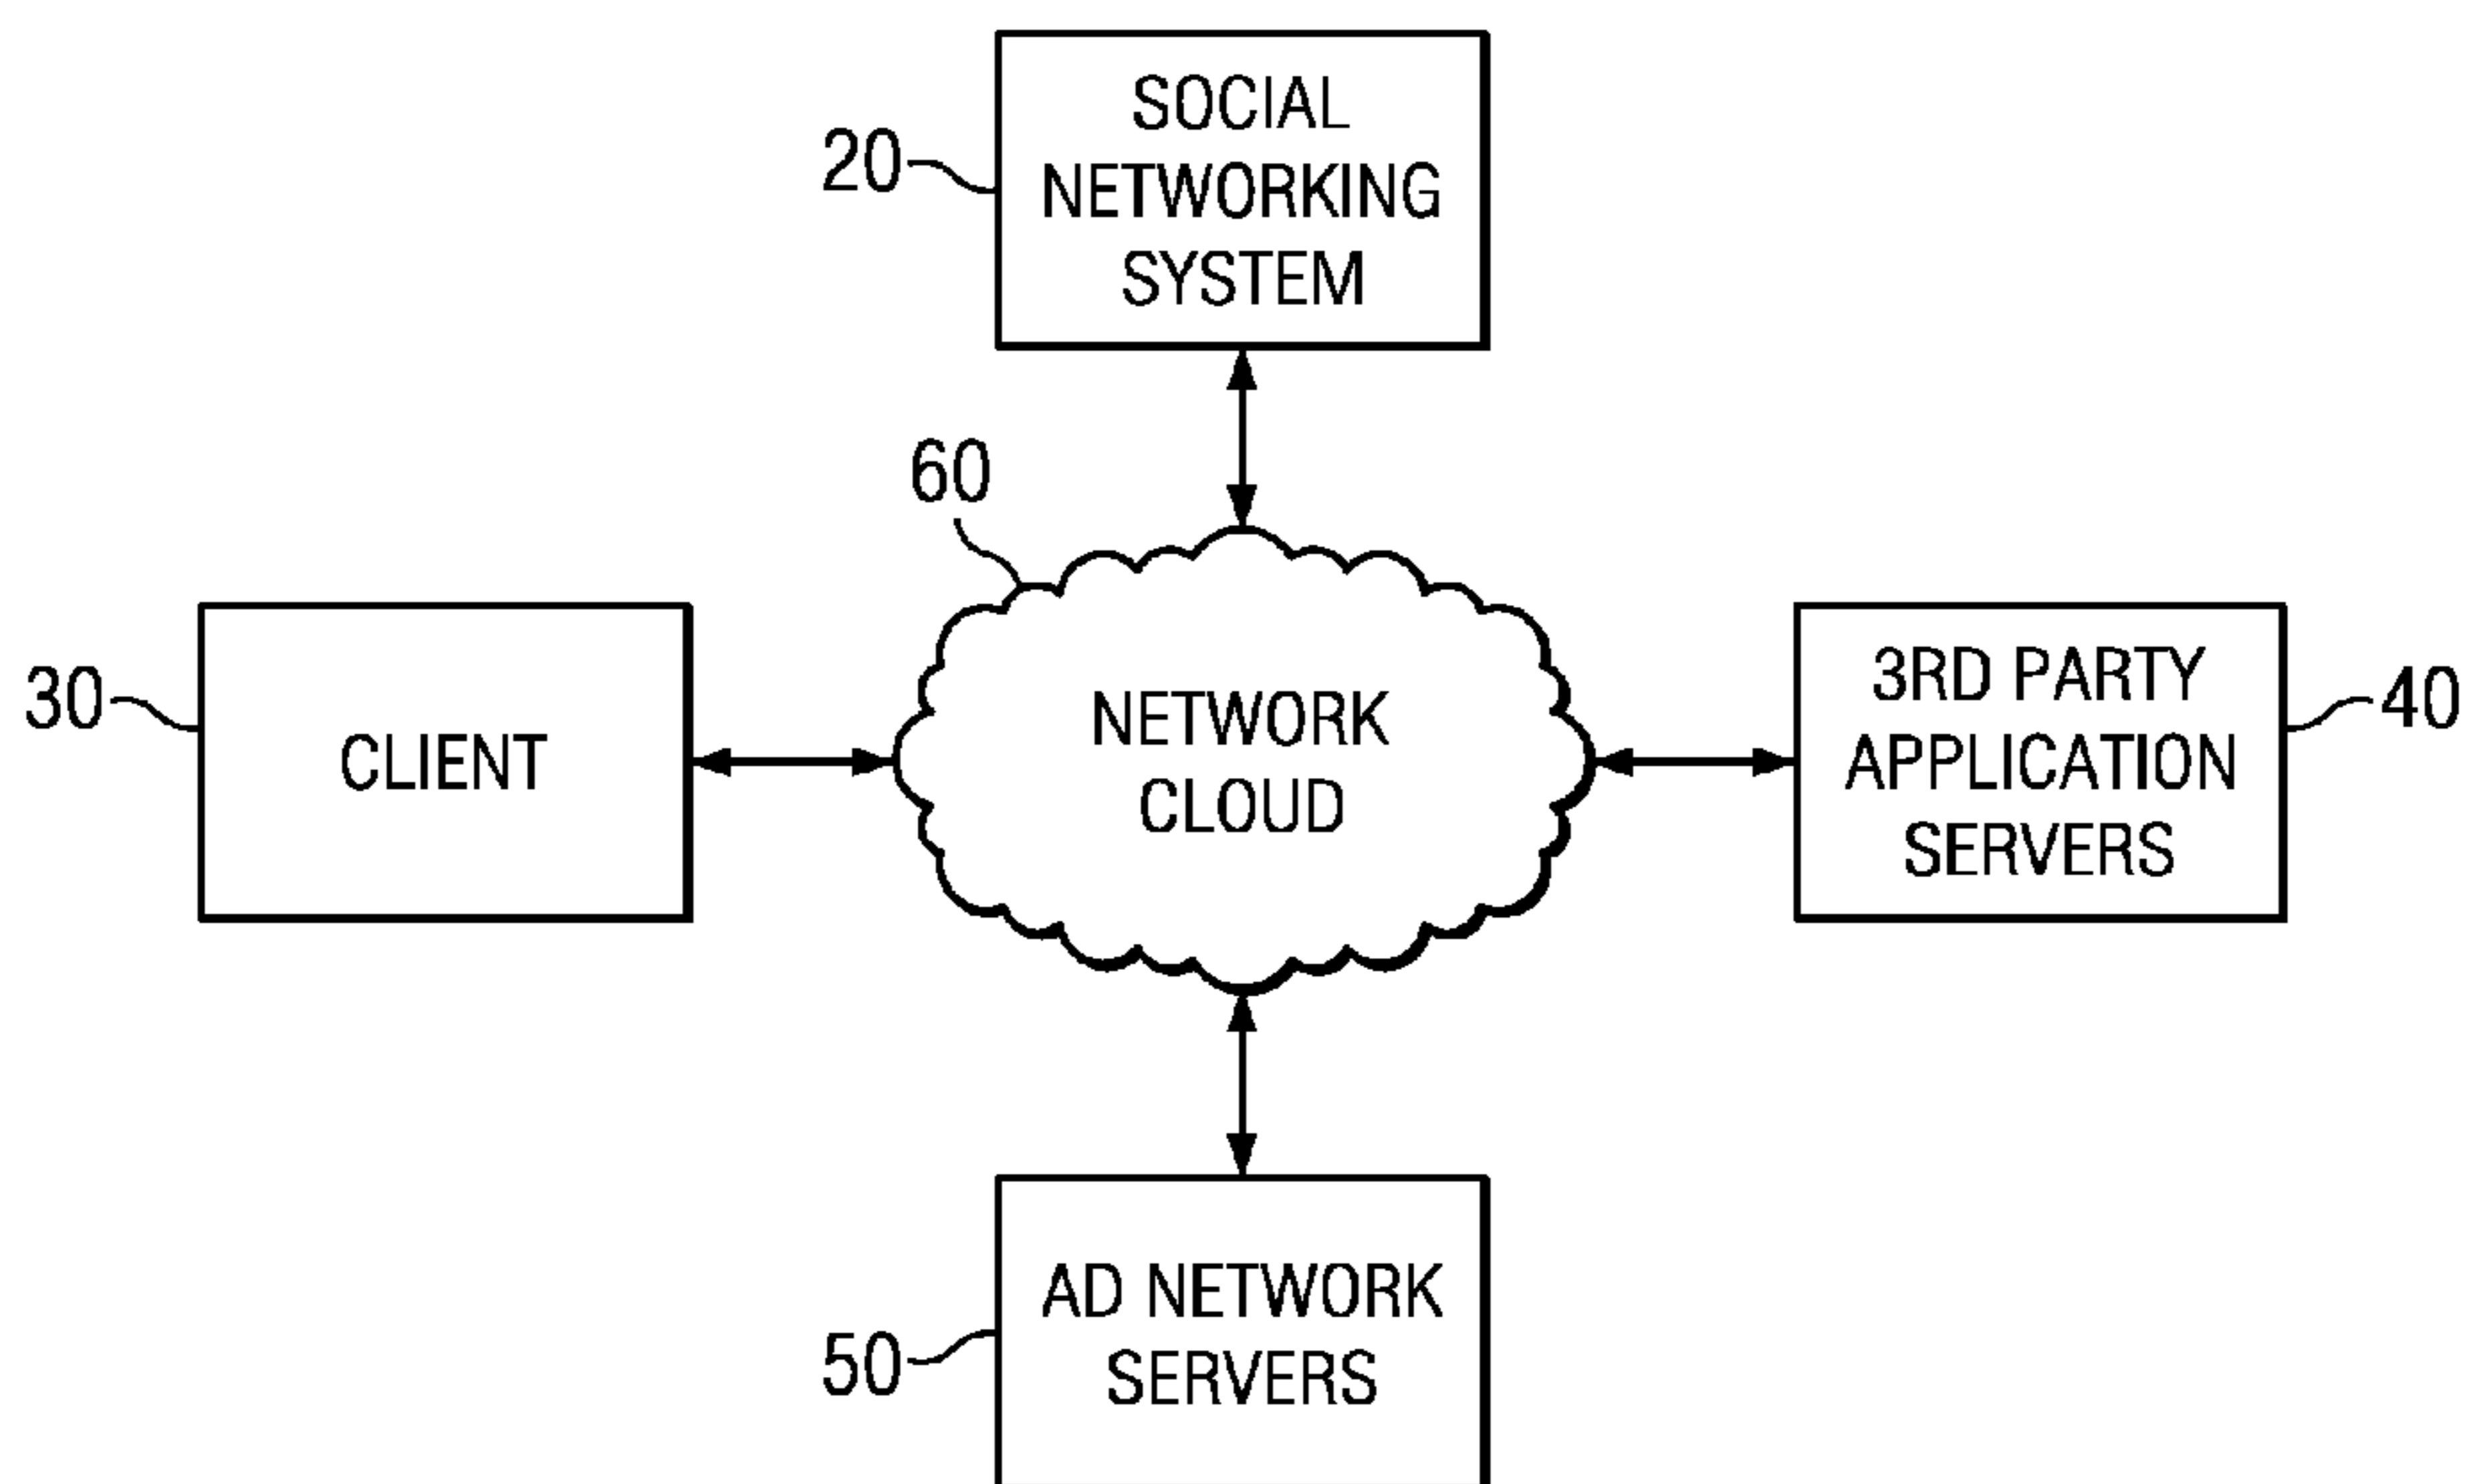 SOCIAL
NETWORKING
SYSTEM
20
60
30
CLIENT
NETWORK
CLOUD
3RD PARTY
APPLICATION
SERVERS
40
AD NETWORK
SERVERS
50